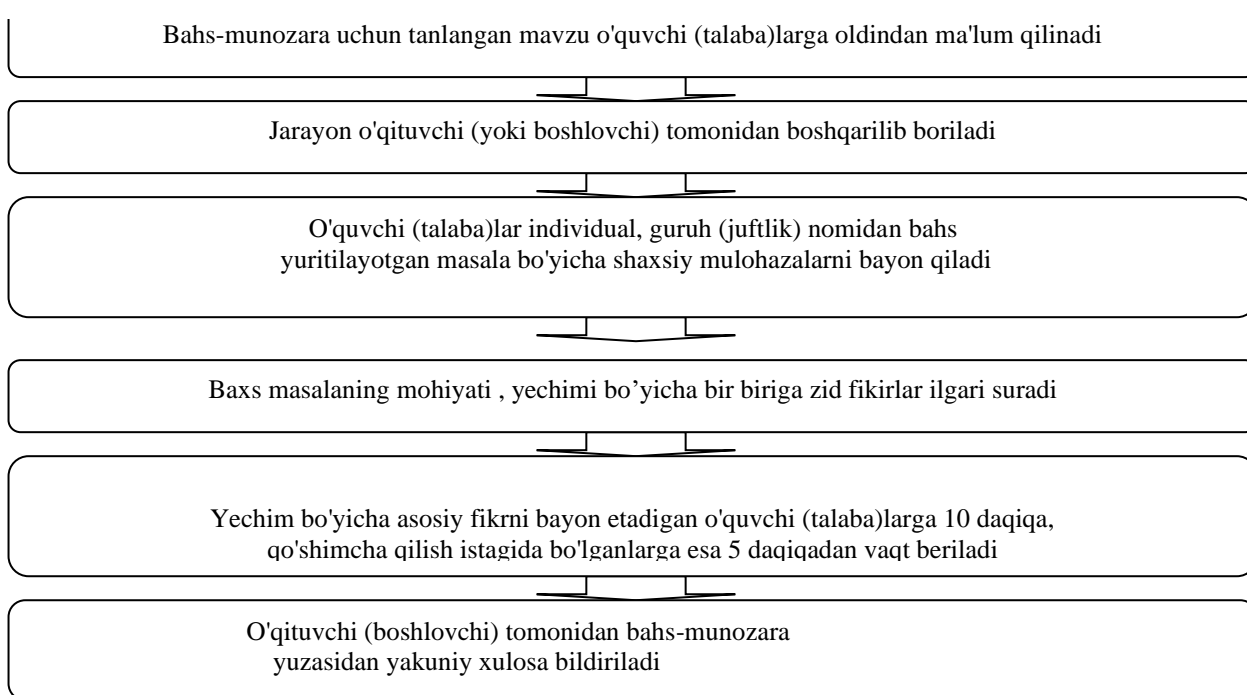 Bahs-munozara uchun tanlangan mavzu o'quvchi (talaba)larga oldindan ma'lum qilinadi
Jarayon o'qituvchi (yoki boshlovchi) tomonidan boshqarilib boriladi
O'quvchi (talaba)lar individual, guruh (juftlik) nomidan bahs
yuritilayotgan masala bo'yicha shaxsiy mulohazalarni bayon qiladi
Baxs masalaning mohiyati , yechimi bo’yicha bir biriga zid fikirlar ilgari suradi
Yechim bo'yicha asosiy fikrni bayon etadigan o'quvchi (talaba)larga 10 daqiqa,
qo'shimcha qilish istagida bo'lganlarga esa 5 daqiqadan vaqt beriladi
O'qituvchi (boshlovchi) tomonidan bahs-munozara
yuzasidan yakuniy xulosa bildiriladi